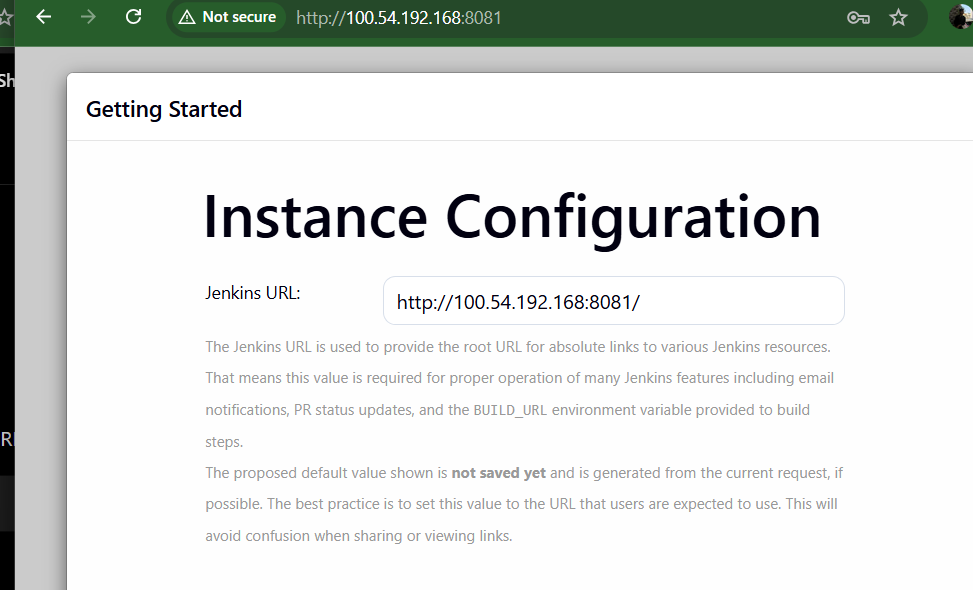 Not secure http://100.54.192.168:8081
Sh
Getting Started
Instance Configuration
Jenkins URL: http://100.54.192.168:8081/
The Jenkins URL is used to provide the root URL for absolute links to various Jenkins resources.
That means this value is required for proper operation of many Jenkins features including email
notifications, PR status updates, and the BUILD_URL environment variable provided to build
steps.
The proposed default value shown is not saved yet and is generated from the current request, if
possible. The best practice is to set this value to the URL that users are expected to use. This will
avoid confusion when sharing or viewing links.